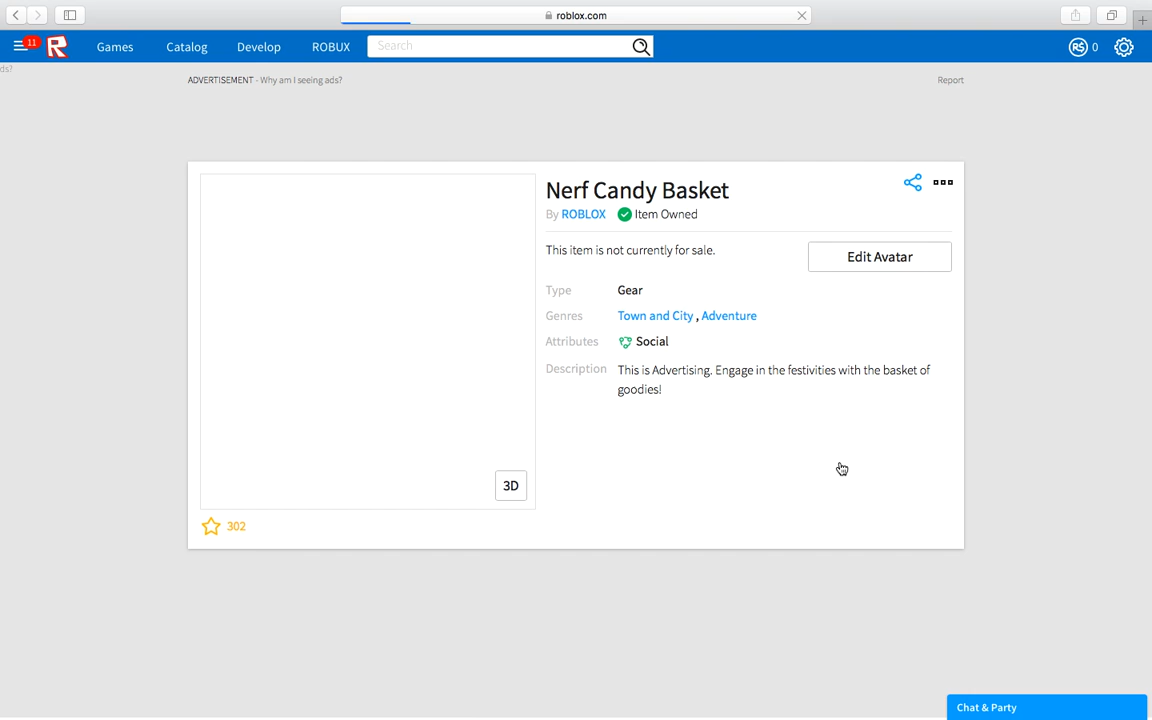 roblox.com
11
Games
Catalog
Develop
ROBUX
Search
R$ 0
ds?
ADVERTISEMENT - Why am I seeing ads?
Report
Nerf Candy Basket
By ROBLOX Item Owned
This item is not currently for sale.
Edit Avatar
Type Gear
Genres Town and City , Adventure
Attributes Social
Description This is Advertising. Engage in the festivities with the basket of
goodies!
3D
302
Chat & Party